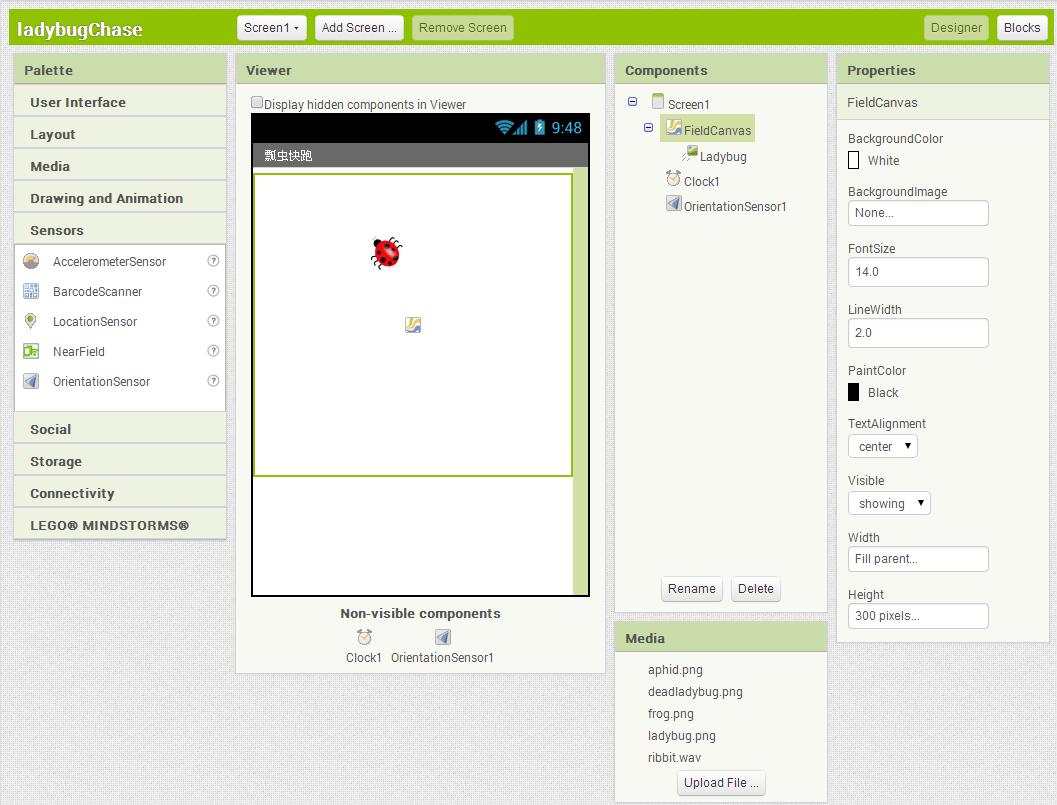 ladybugChase
Screen1
Add Screen ...
Remove Screen
Designer
Blocks
Palette
User Interface
Layout
Media
Drawing and Animation
Sensors
AccelerometerSensor
BarcodeScanner
LocationSensor
NearField
OrientationSensor
Social
Storage
Connectivity
LEGO® MINDSTORMS®
Viewer
Display hidden components in Viewer
9:48
瓢虫快跑
Non-visible components
Clock1
OrientationSensor1
Components
Screen1
FieldCanvas
Ladybug
Clock1
OrientationSensor1
Rename
Delete
Media
aphid.png
deadladybug.png
frog.png
ladybug.png
ribbit.wav
Upload File ...
Properties
FieldCanvas
BackgroundColor
White
BackgroundImage
None...
FontSize
14.0
LineWidth
2.0
PaintColor
Black
TextAlignment
center
Visible
showing
Width
Fill parent...
Height
300 pixels...